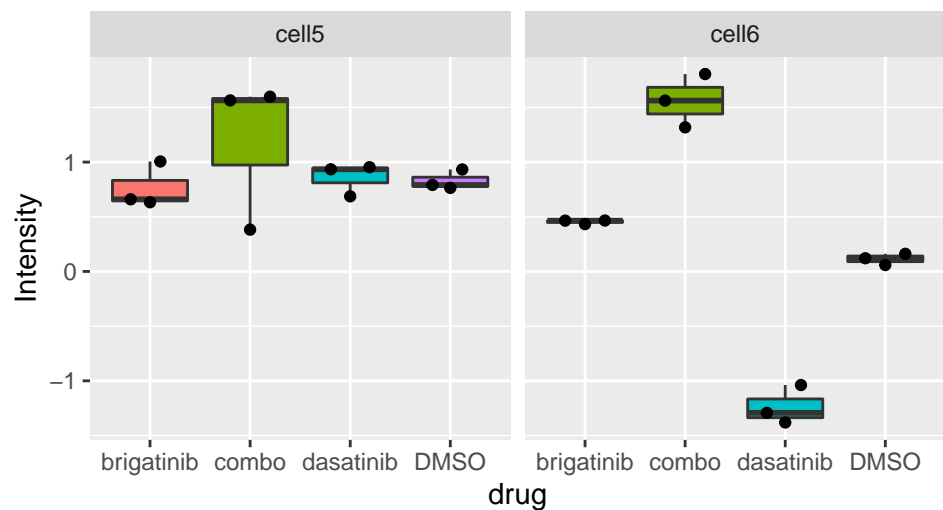 cell5 cell6
Intensity
1
0
−1
brigatinib combo dasatinib DMSO brigatinib combo dasatinib DMSO
drug